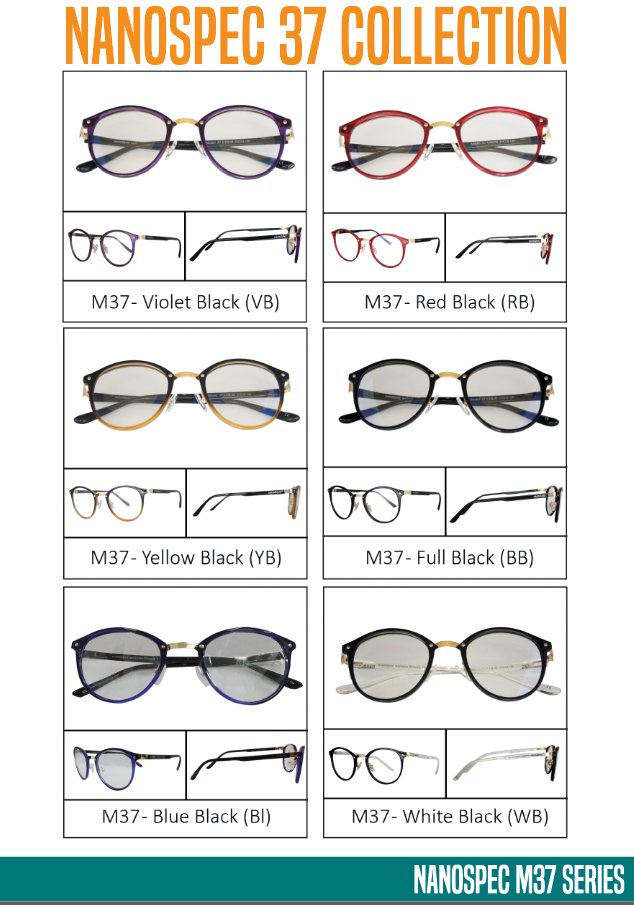 NANOSPEC 37 COLLECTION
M37- Violet Black (VB)
M37- Red Black (RB)
M37- Yellow Black (YB)
M37- Full Black (BB)
M37- Blue Black (Bl)
M37- White Black (WB)
NANOSPEC M37 SERIES